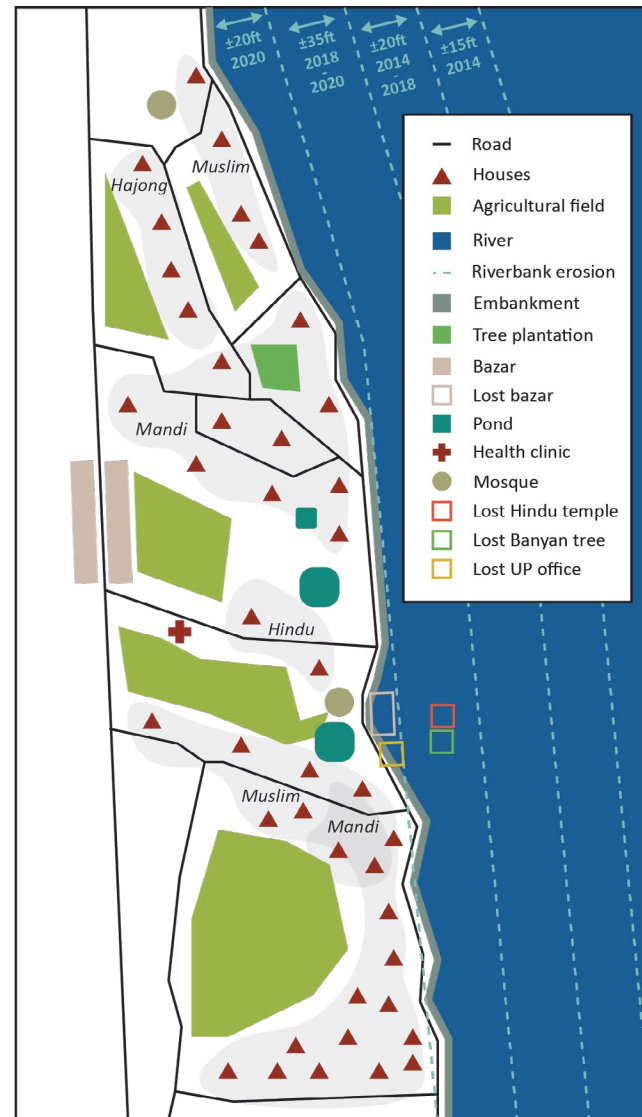 ±20ft
2020
±35ft
2018
-
2020
±20ft
2014
-
2018
±15ft
2014
Road
Houses
Agricultural field
River
Riverbank erosion
Embankment
Tree plantation
Bazar
Lost bazar
Pond
Health clinic
Mosque
Lost Hindu temple
Lost Banyan tree
Lost UP office
Muslim
Hajong
Mandi
Hindu
Muslim
Mandi